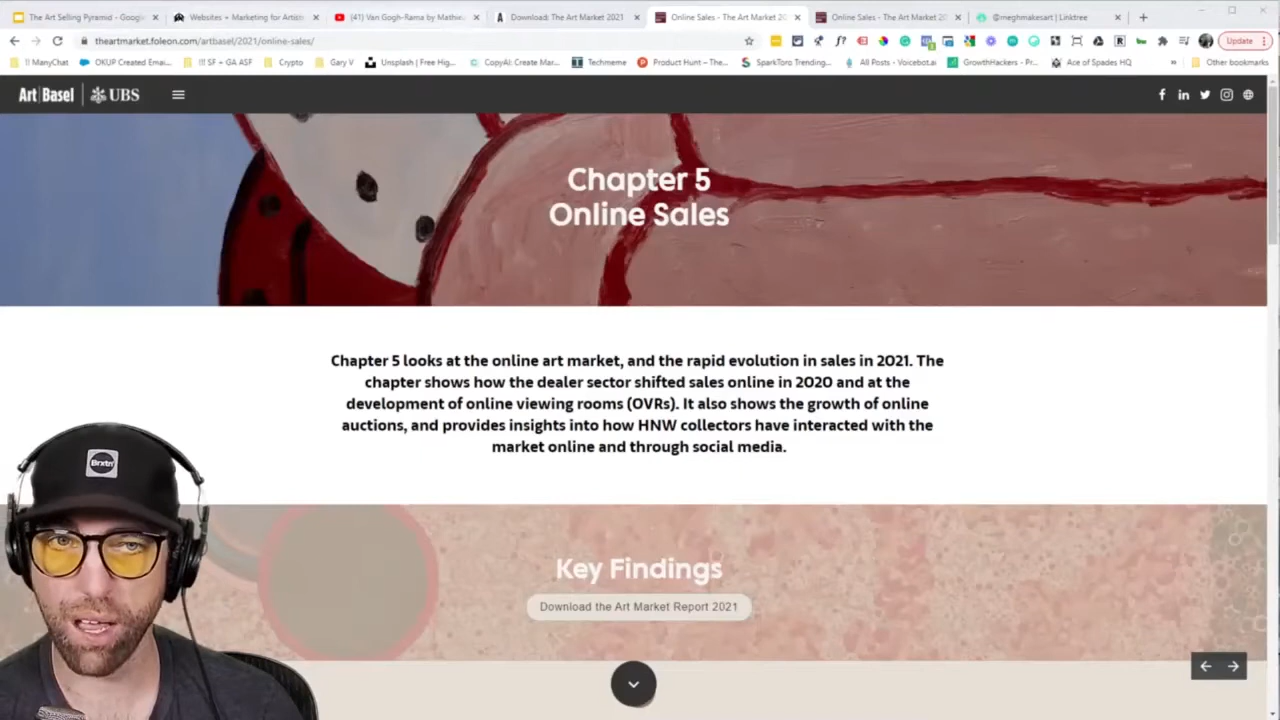 The Art Selling Pyramid - Google
Websites + Marketing for Artists
(41) Van Gogh-Rama by Mathw
Download: The Art Market 2021
Online Sales - The Art Market 20
Online Sales - The Art Market 20
@meghmakesart | Linktree
theartmarket.foleon.com/artbasel/2021/online-sales/
Update
!! ManyChat
OKUP Created Emai...
!!! SF + GA ASF
Crypto
Gary V
Unsplash | Free Hig...
CopyAI: Create Mar...
Techmeme
Product Hunt – The...
SparkToro Trending...
All Posts - Voicebot.ai
GrowthHackers - Pr...
Ace of Spades HQ
»
Other bookmarks
Art|Basel
UBS
Chapter 5
Online Sales
Chapter 5 looks at the online art market, and the rapid evolution in sales in 2021. The
chapter shows how the dealer sector shifted sales online in 2020 and at the
development of online viewing rooms (OVRs). It also shows the growth of online
auctions, and provides insights into how HNW collectors have interacted with the
market online and through social media.
Brxtn
Key Findings
Download the Art Market Report 2021